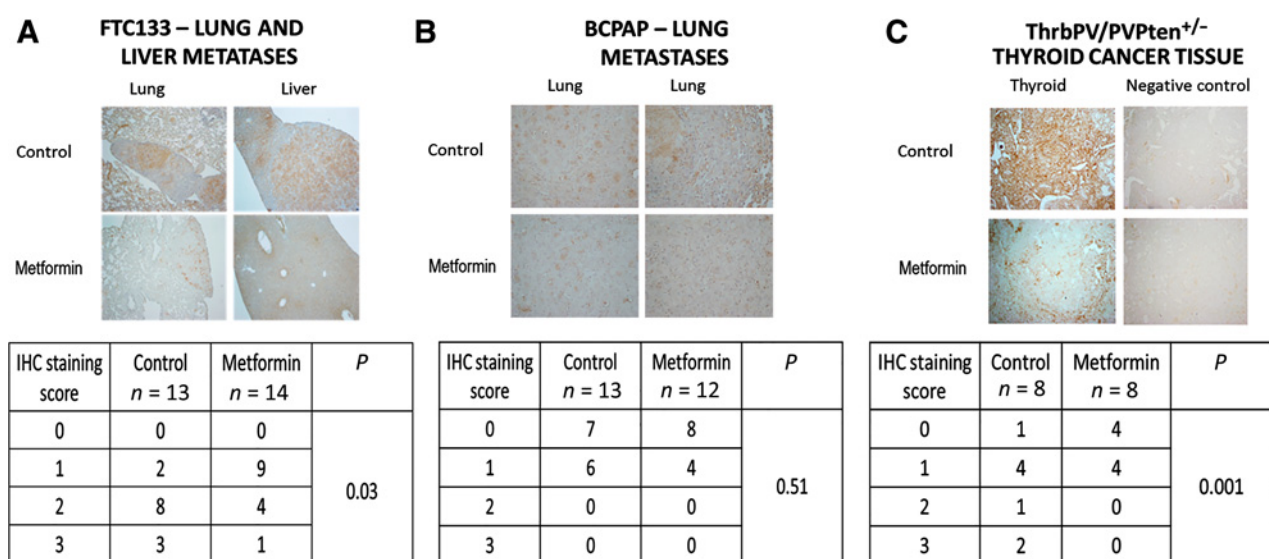 A
FTC133 – LUNG AND
LIVER METATASES
Lung Liver
Control
Metformin
IHC staining score Control n = 13 Metformin n = 14 P
0 0 0
1 2 9
2 8 4
3 3 1
0.03
B
BCPAP – LUNG
METASTASES
Lung Lung
Control
Metformin
IHC staining score Control n = 13 Metformin n = 12 P
0 7 8
1 6 4
2 0 0
3 0 0
0.51
C
ThrbPV/PVPten+/−
THYROID CANCER TISSUE
Thyroid Negative control
Control
Metformin
IHC staining score Control n = 8 Metformin n = 8 P
0 1 4
1 4 4
2 1 0
3 2 0
0.001